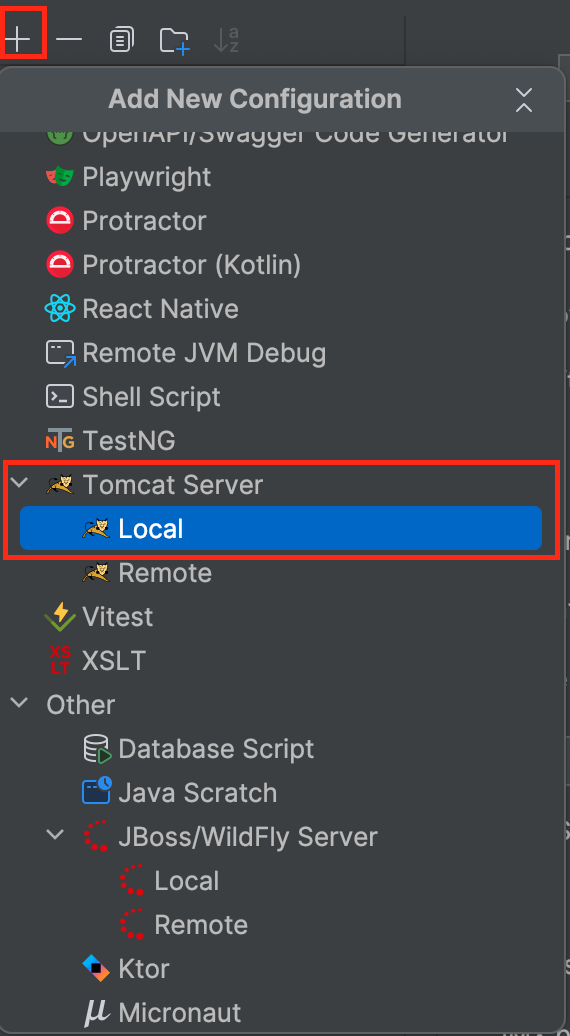 Add New Configuration
OpenAPI/Swagger Code Generator
Playwright
Protractor
Protractor (Kotlin)
React Native
Remote JVM Debug
Shell Script
TestNG
Tomcat Server
Local
Remote
Vitest
XSLT
Other
Database Script
Java Scratch
JBoss/WildFly Server
Local
Remote
Ktor
Micronaut